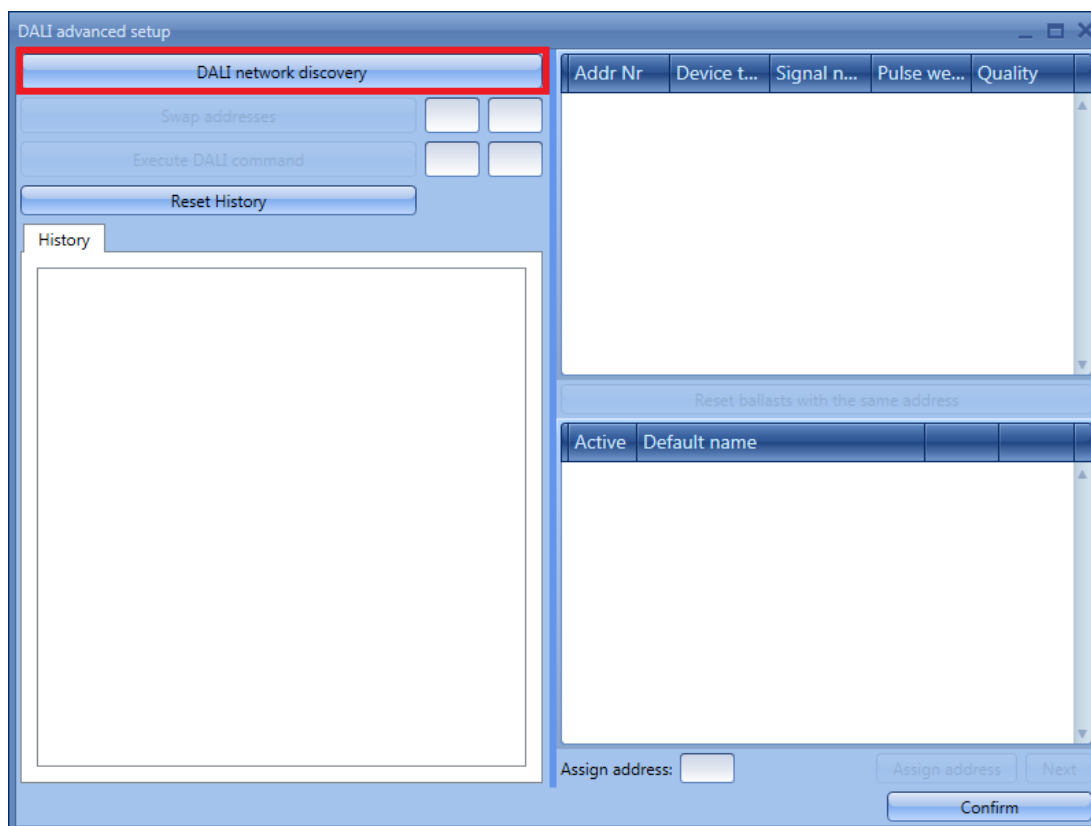 DALI advanced setup
DALI network discovery
Swap addresses
Execute DALI command
Reset History
History
Addr Nr Device t... Signal n... Pulse we... Quality
Reset ballasts with the same address
Active Default name
Assign address: Assign address Next
Confirm